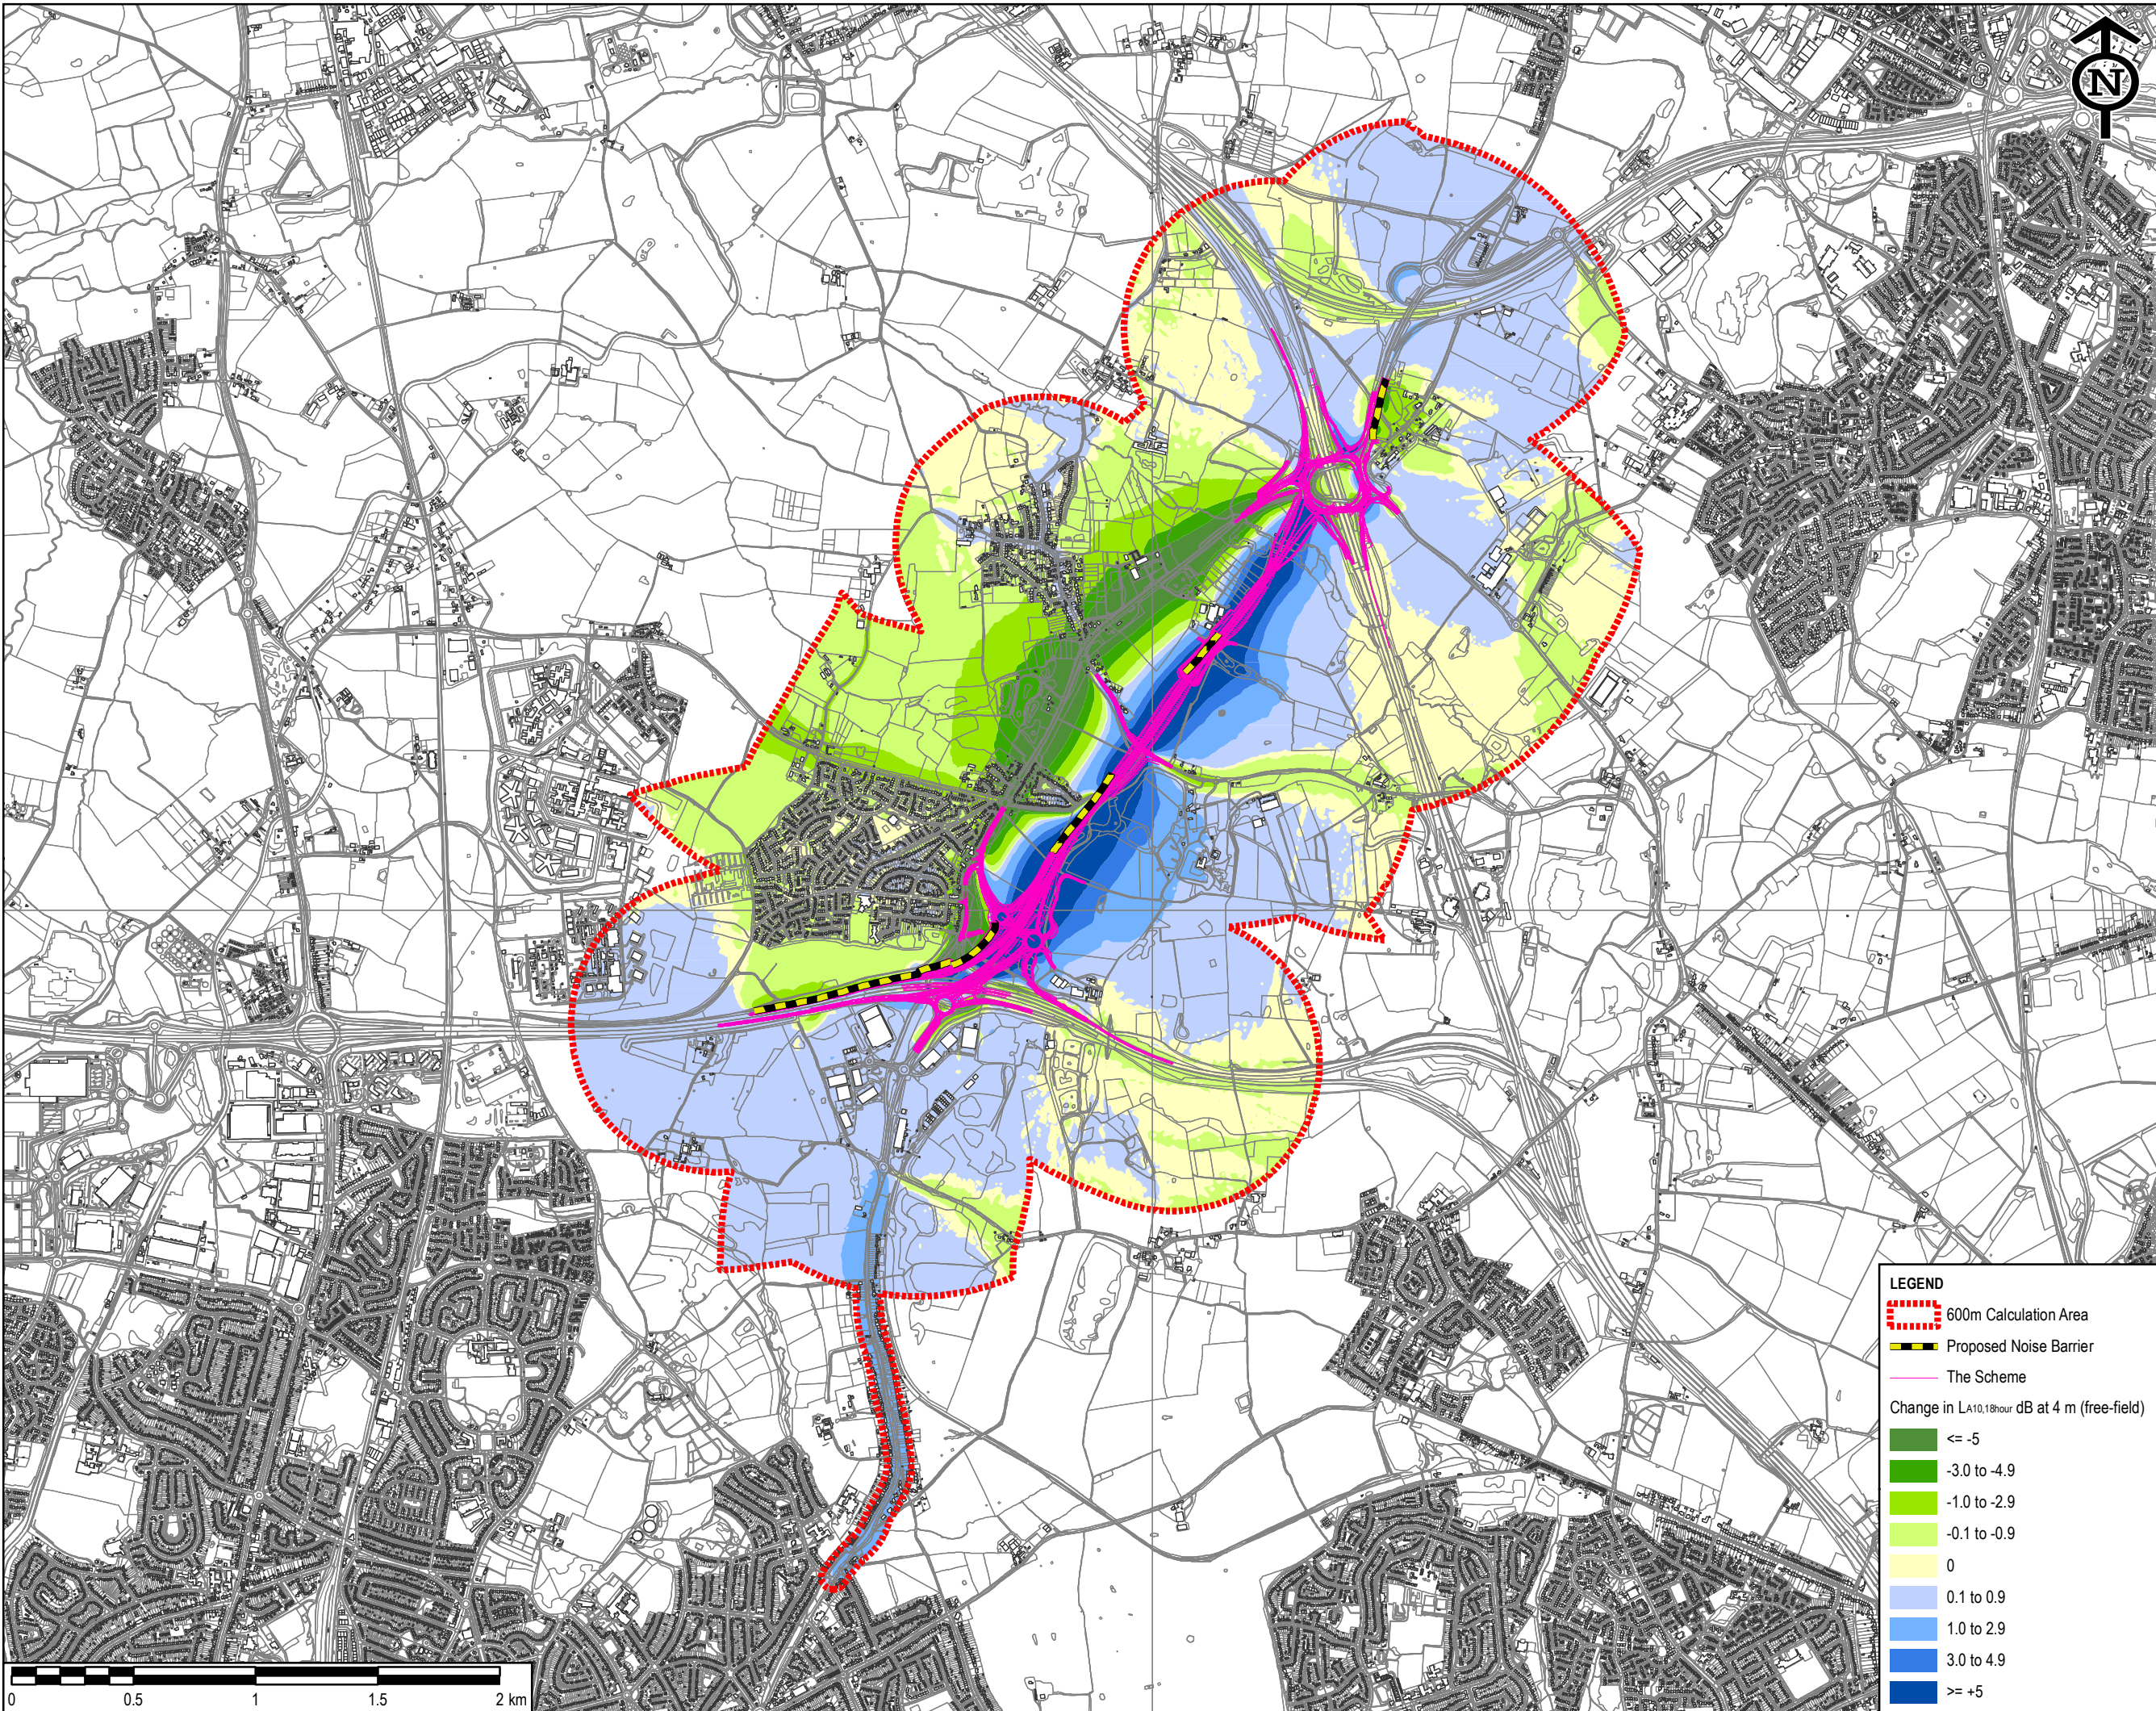 N
LEGEND
600m Calculation Area
Proposed Noise Barrier
The Scheme
Change in LA10,18hour dB at 4 m (free-field)
<= -5
-3.0 to -4.9
-1.0 to -2.9
-0.1 to -0.9
0
0.1 to 0.9
1.0 to 2.9
3.0 to 4.9
>= +5
0 0.5 1 1.5 2 km